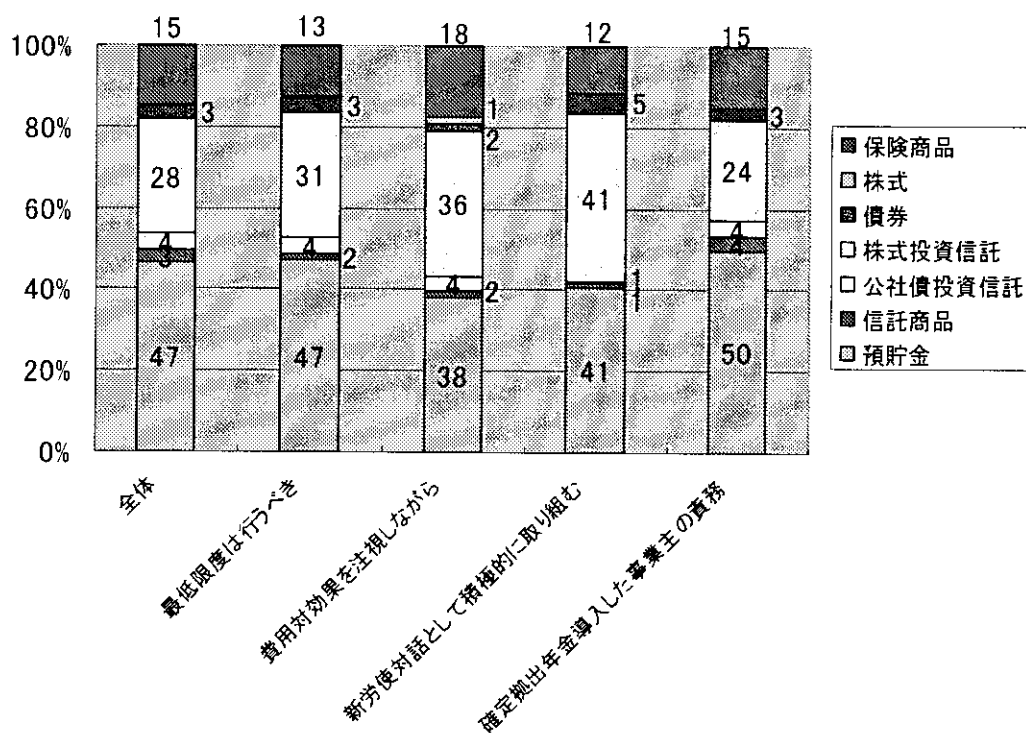 15 13 18 12 15
100%
80%
60%
40%
20%
0%
3 3 1 5 3
2
28 31 36 41 24
4 4 4 1 4
3 2 2 1 4
47 47 38 41 50
保険商品
株式
債券
株式投資信託
公社債投資信託
信託商品
預貯金
全体
最低限度は行うべき
費用対効果を注視しながら
新労使対話として積極的に取り組む
確定拠出年金導入した事業主の責務